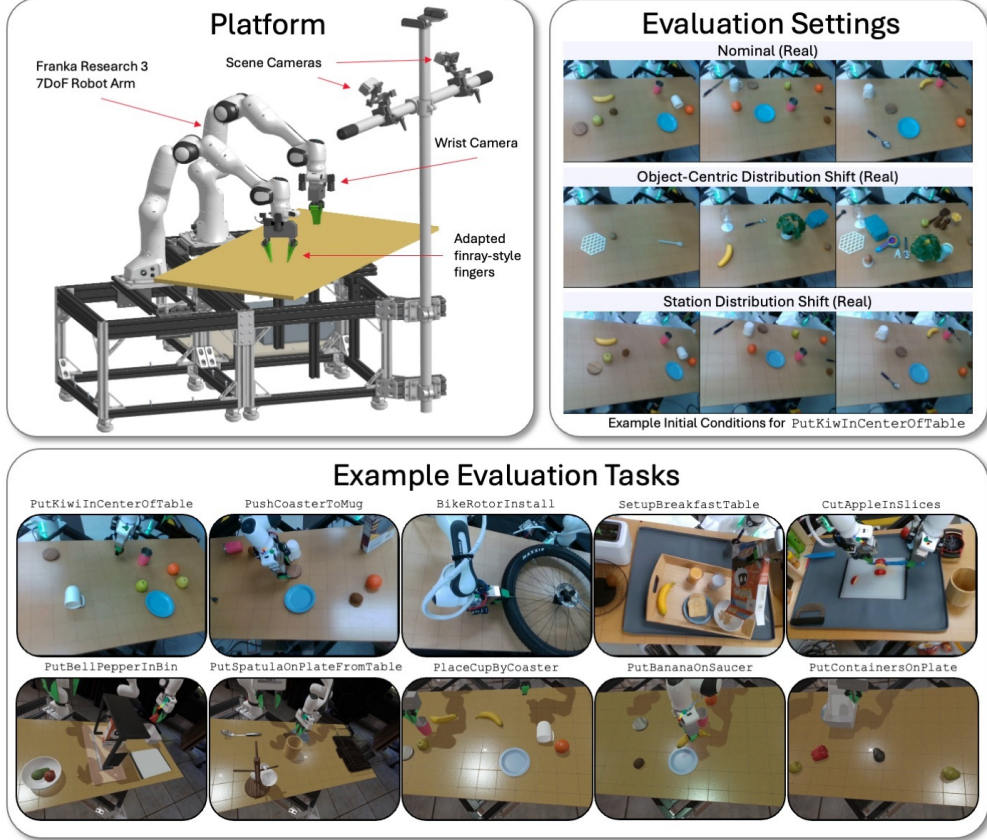 Platform
Franka Research 3
7DoF Robot Arm
Scene Cameras
Wrist Camera
Adapted
finray-style
fingers
Evaluation Settings
Nominal (Real)
Object-Centric Distribution Shift (Real)
Station Distribution Shift (Real)
Example Initial Conditions for PutKiwInCenterOfTable
Example Evaluation Tasks
PutKiwiInCenterOfTable
PushCoasterToMug
BikeRotorInstall
SetupBreakfastTable
CutAppleInSlices
MAXXIS
PutBellPepperInBin
PutSpatulaOnPlateFromTable
PlaceCupByCoaster
PutBananaOnSaucer
PutContainersOnPlate